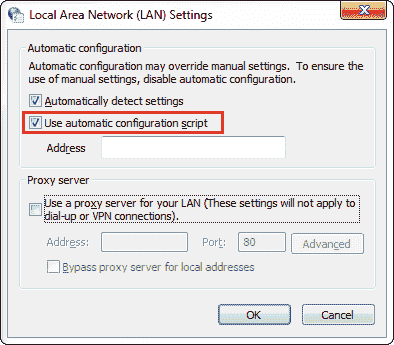 Local Area Network (LAN) Settings
Automatic configuration
Automatic configuration may override manual settings. To ensure the
use of manual settings, disable automatic configuration.
Automatically detect settings
Use automatic configuration script
Address
Proxy server
Use a proxy server for your LAN (These settings will not apply to
dial-up or VPN connections).
Address: Port: 80 Advanced
Bypass proxy server for local addresses
OK Cancel